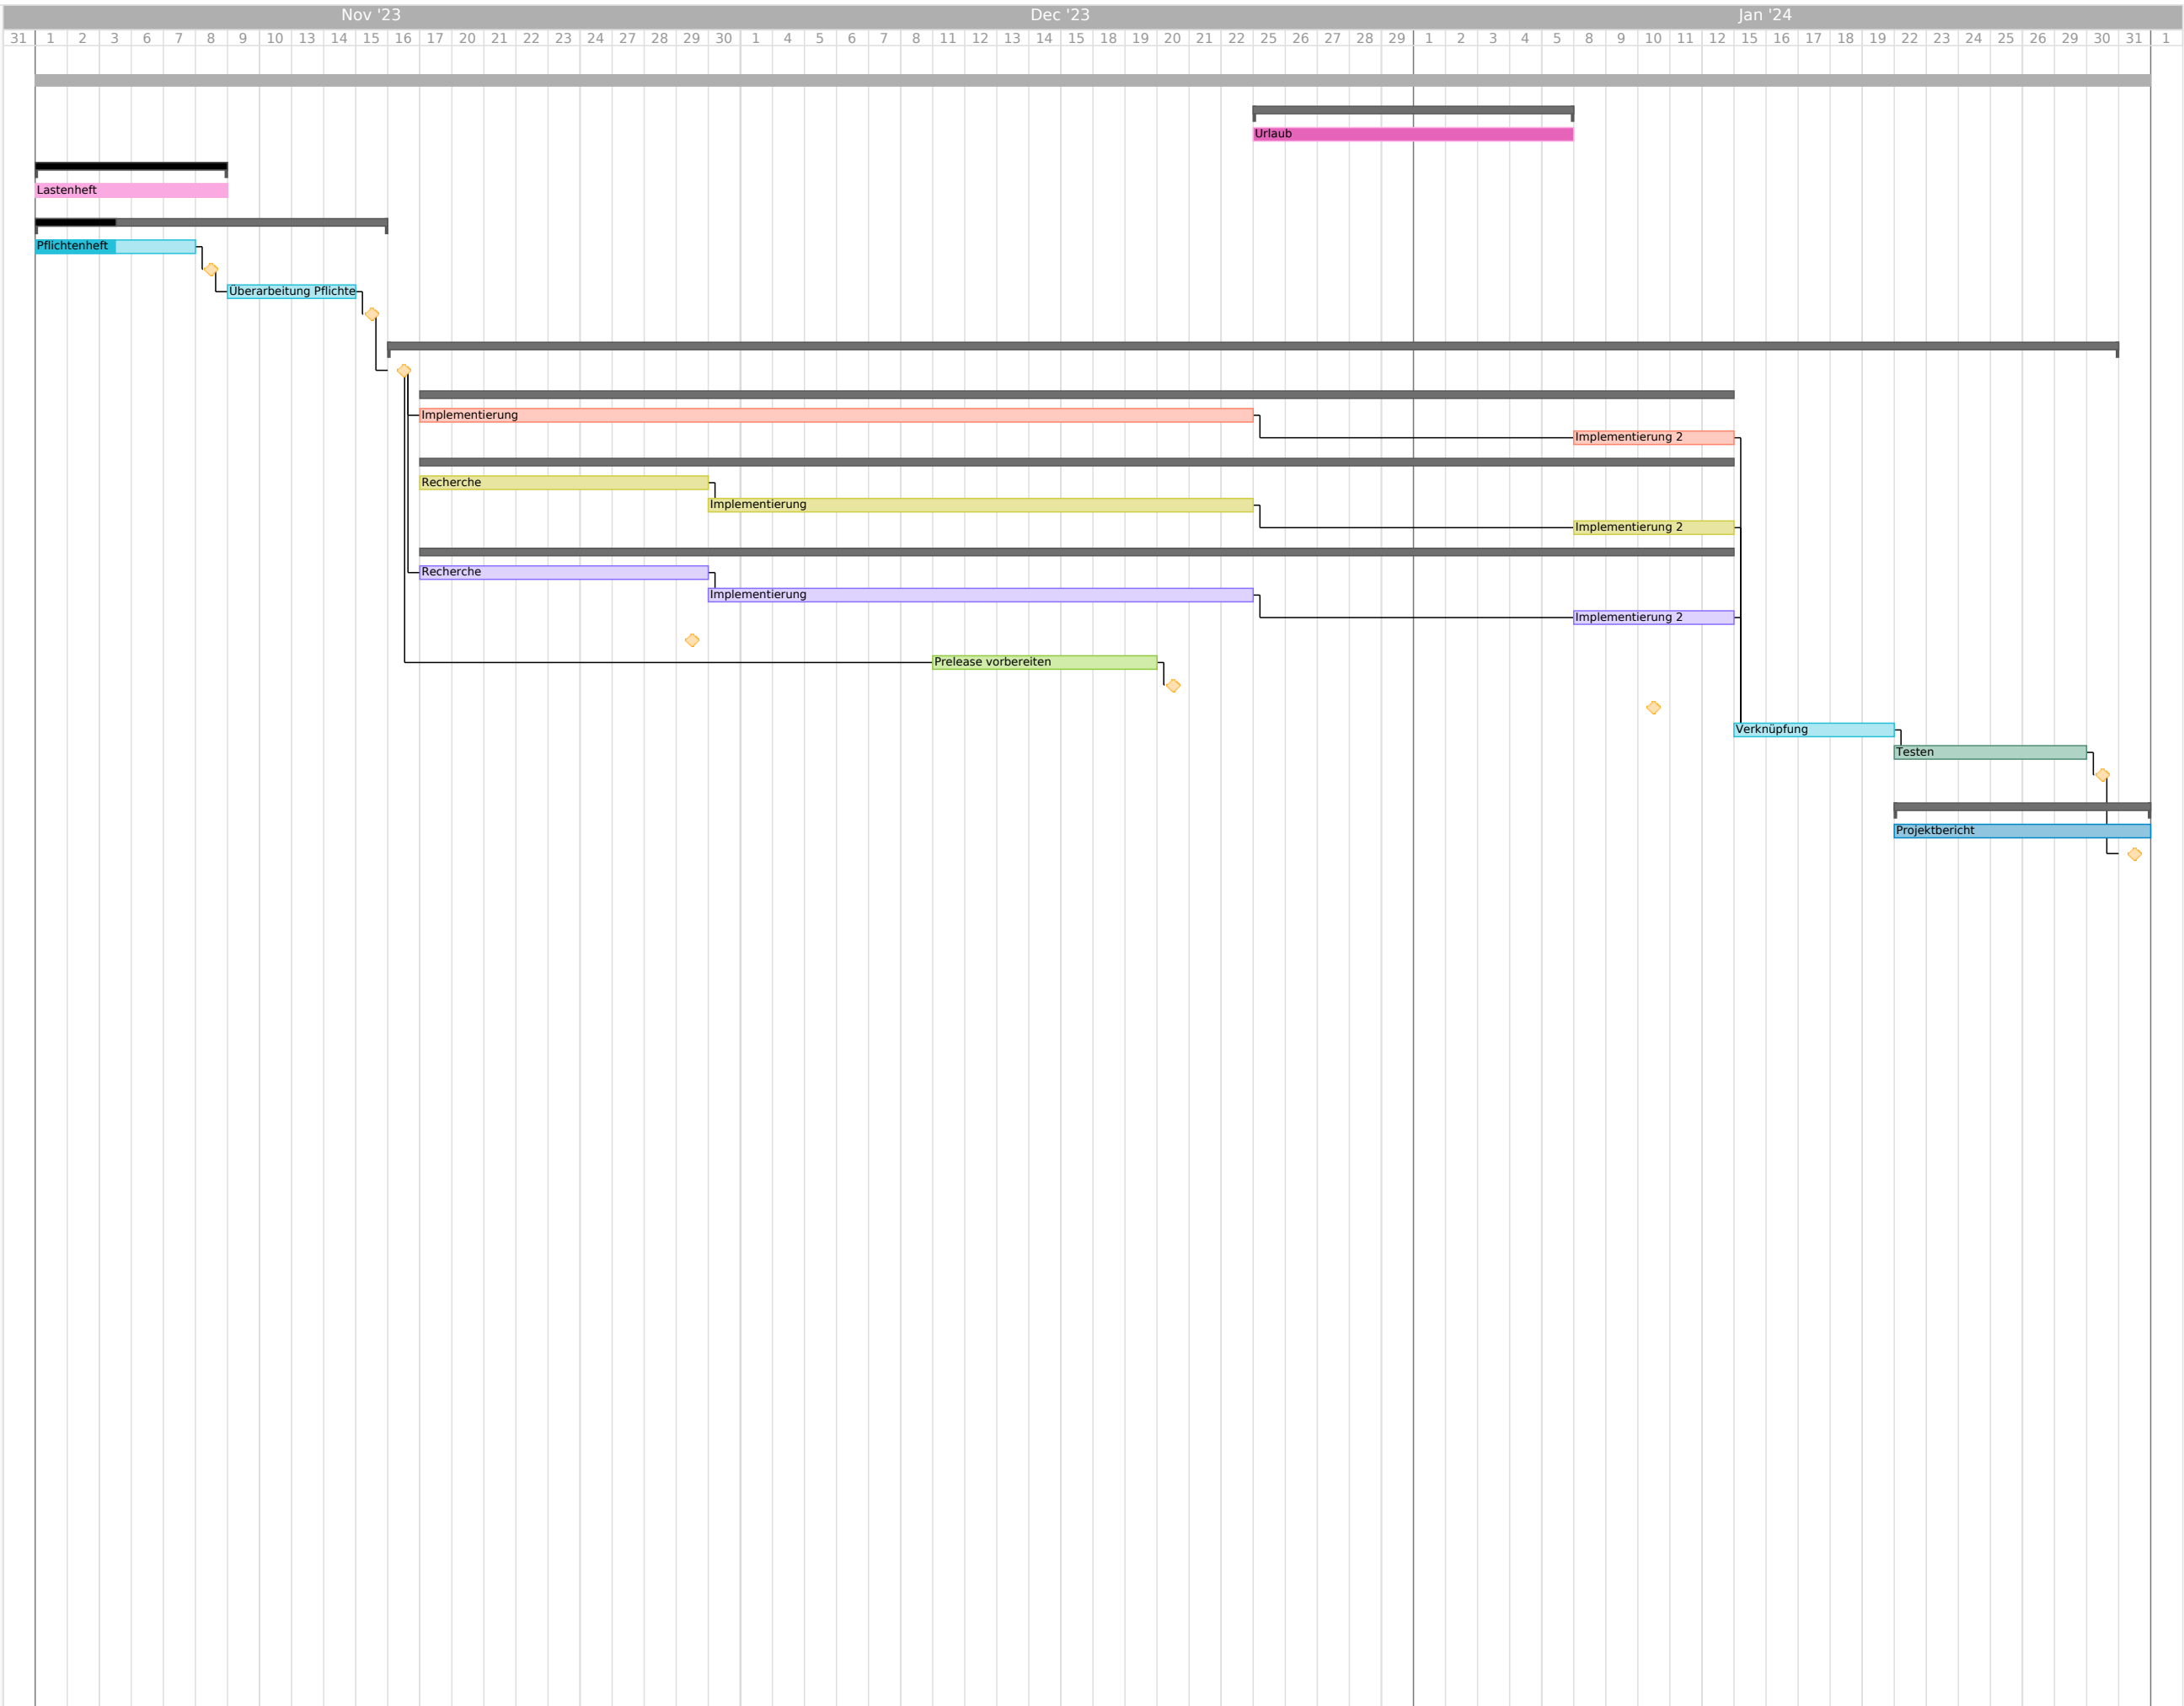 Nov '23 Dec '23 Jan '24
31 1 2 3 6 7 8 9 10 13 14 15 16 17 20 21 22 23 24 27 28 29 30 1 4 5 6 7 8 11 12 13 14 15 18 19 20 21 22 25 26 27 28 29 1 2 3 4 5 8 9 10 11 12 15 16 17 18 19 22 23 24 25 26 29 30 31 1
Urlaub
Lastenheft
Pflichtenheft
Überarbeitung Pflichte
Implementierung
Implementierung 2
Recherche
Implementierung
Implementierung 2
Recherche
Implementierung
Implementierung 2
Prelease vorbereiten
Verknüpfung
Testen
Projektbericht